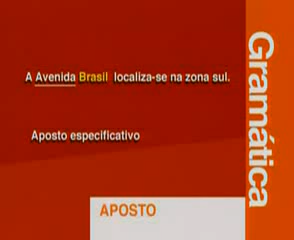 A Avenida Brasil localiza-se na zona sul.
Aposto especificativo
APOSTO
Gramática